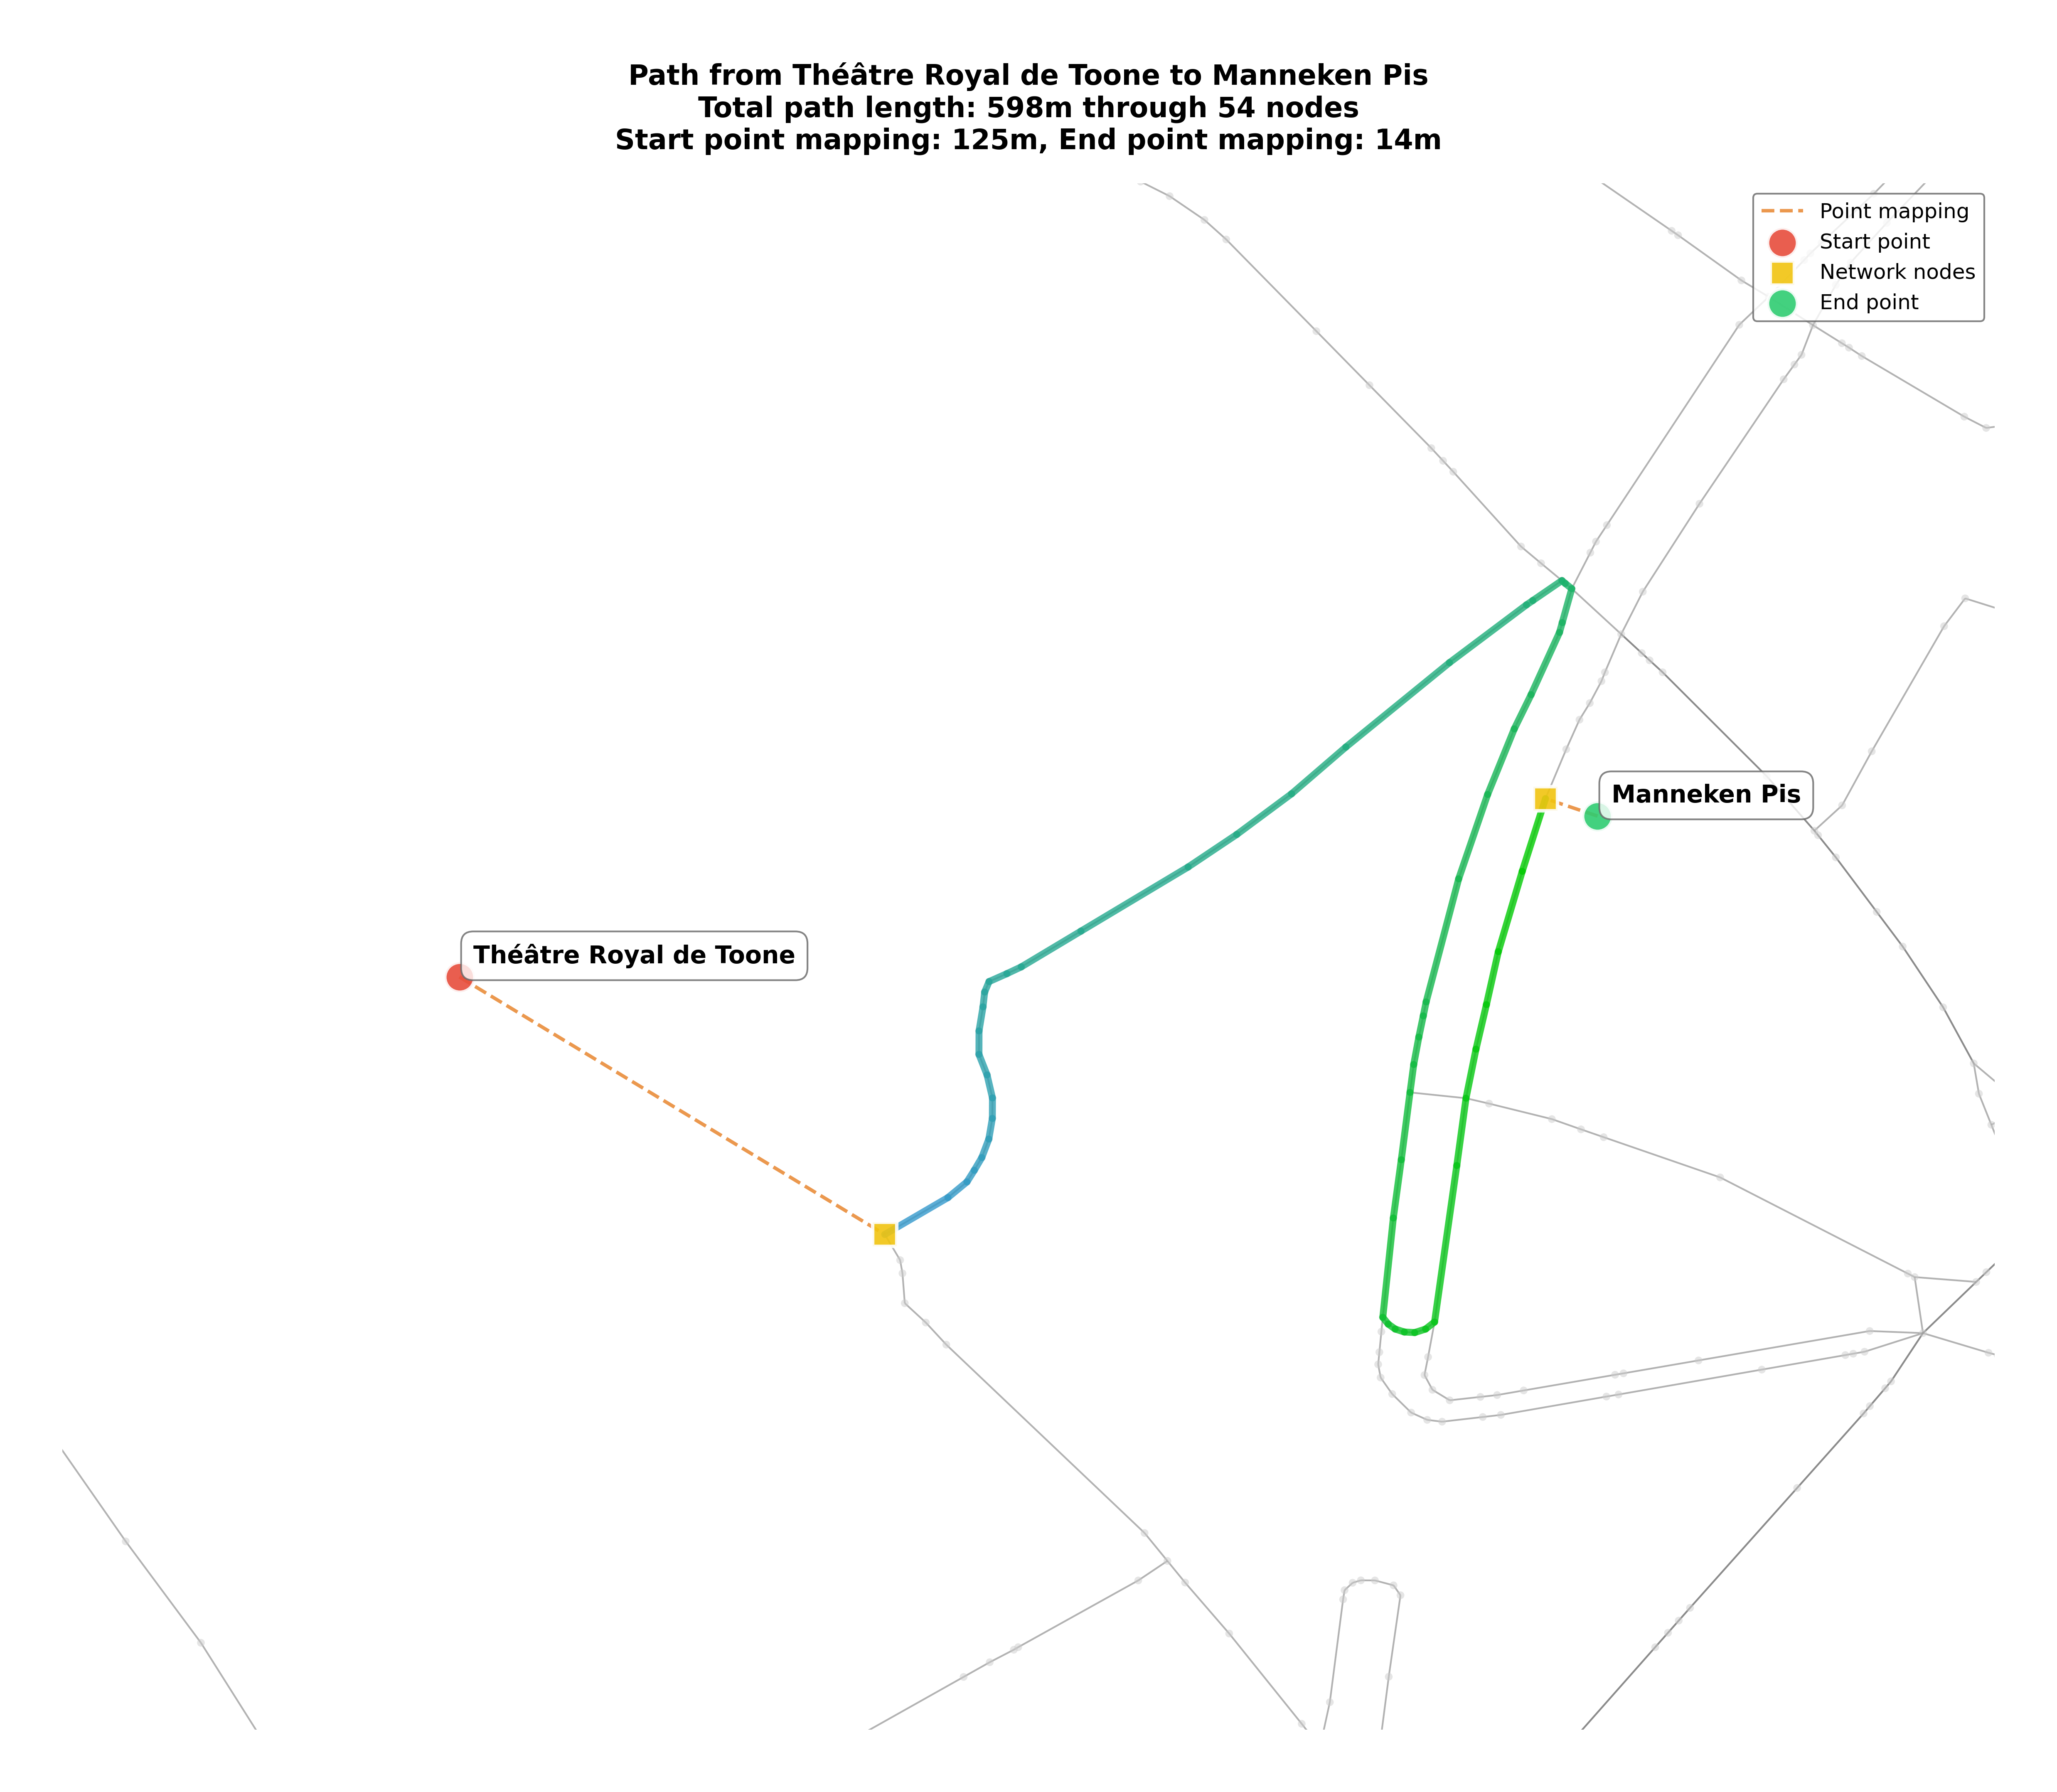 Path from Théâtre Royal de Toone to Manneken Pis
Total path length: 598m through 54 nodes
Start point mapping: 125m, End point mapping: 14m
Point mapping
Start point
Network nodes
End point
Manneken Pis
Théâtre Royal de Toone